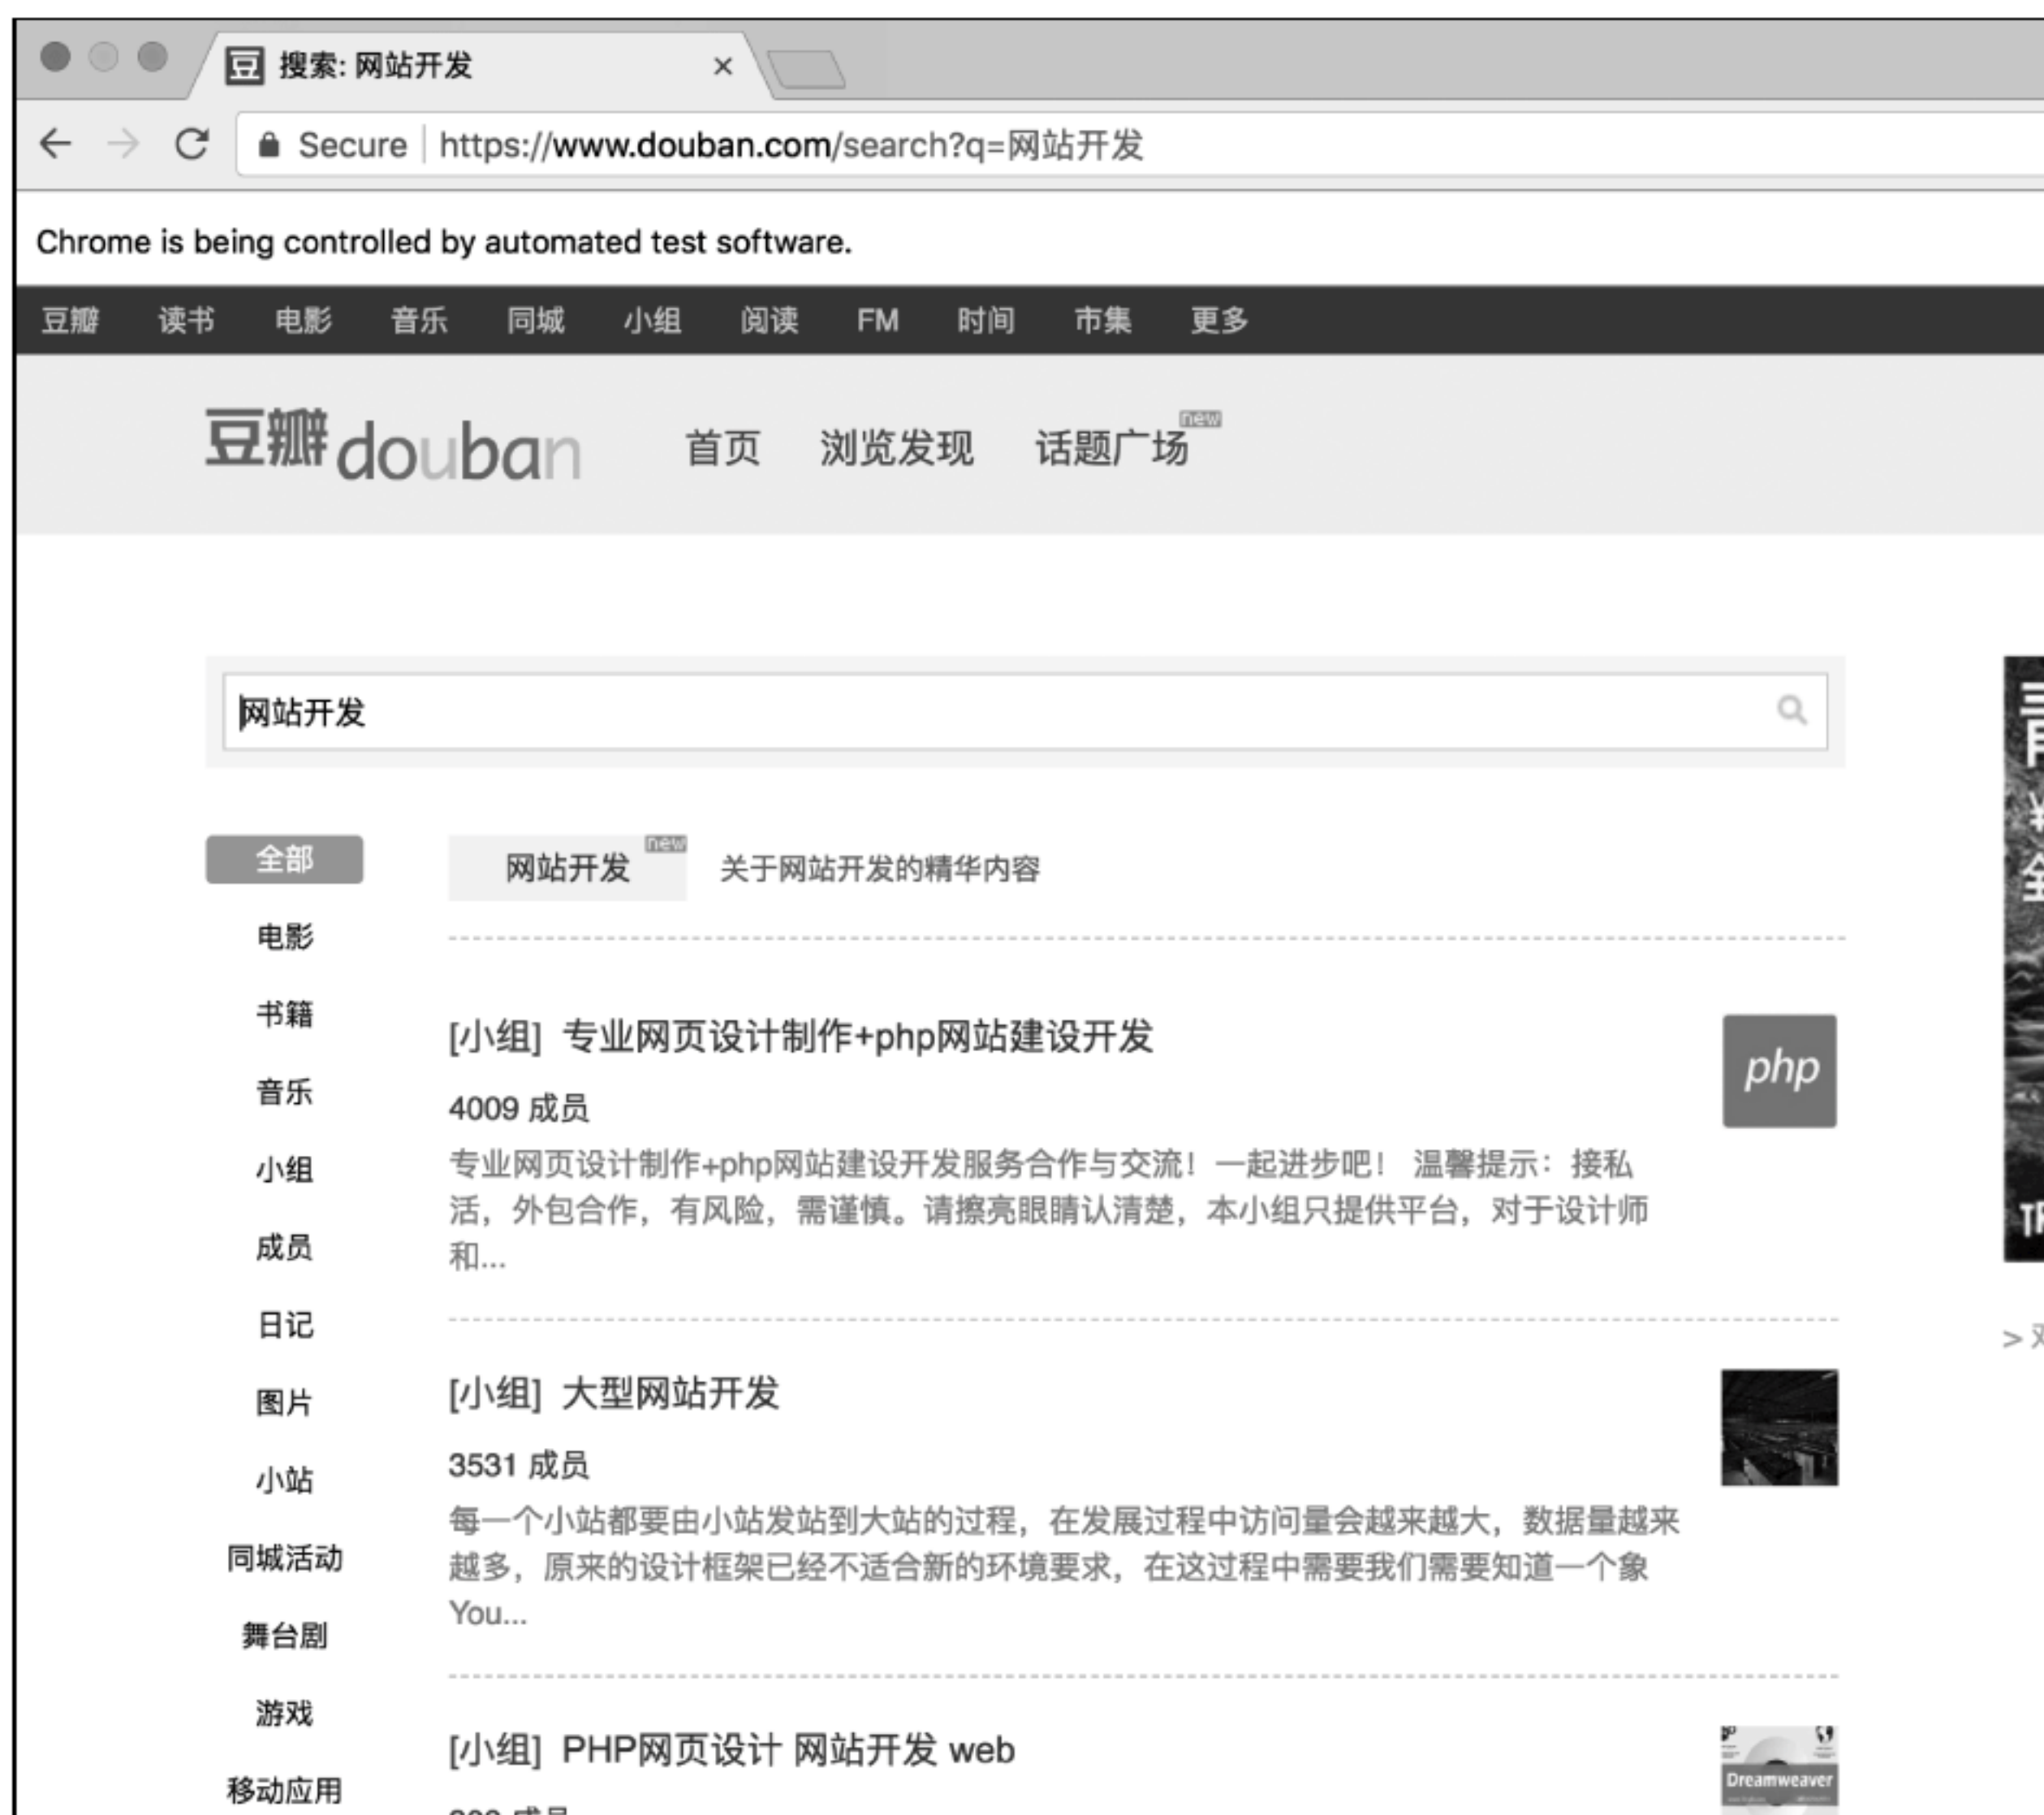 搜索: 网站开发
Secure https://www.douban.com/search?q=网站开发
Chrome is being controlled by automated test software.
豆瓣 读书 电影 音乐 同城 小组 阅读 FM 时间 市集 更多
豆瓣douban 首页 浏览发现 话题广场 new
网站开发
全部
电影
书籍
音乐
小组
成员
日记
图片
小站
同城活动
舞台剧
游戏
移动应用
网站开发 new 关于网站开发的精华内容
[小组] 专业网页设计制作+php网站建设开发
php
4009 成员
专业网页设计制作+php网站建设开发服务合作与交流！一起进步吧！ 温馨提示：接私
活，外包合作，有风险，需谨慎。请擦亮眼睛认清楚，本小组只提供平台，对于设计师
和...
[小组] 大型网站开发
3531 成员
每一个小站都要由小站发站到大站的过程，在发展过程中访问量会越来越大，数据量越来
越多，原来的设计框架已经不适合新的环境要求，在这过程中需要我们需要知道一个象
You...
[小组] PHP网页设计 网站开发 web
Dreamweaver